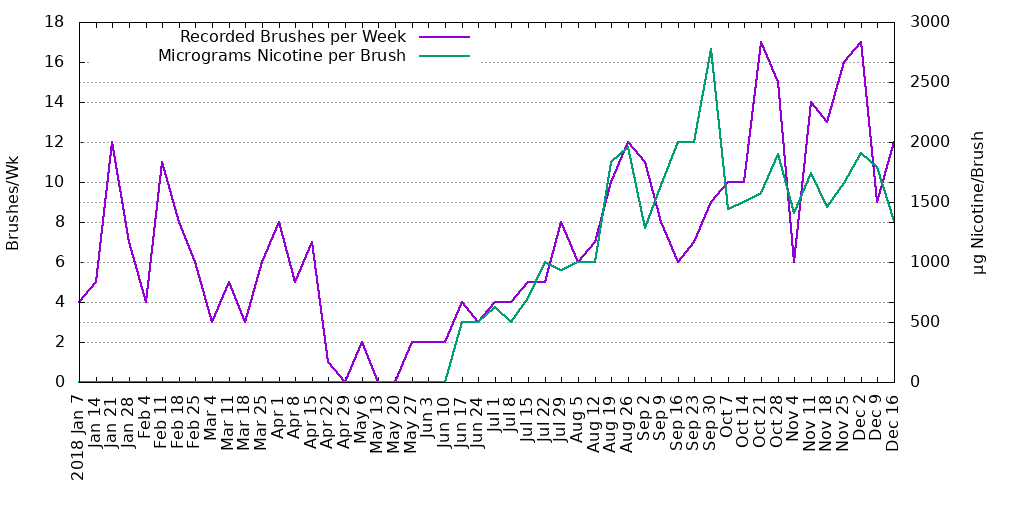 18
16
14
12
10
8
6
4
2
0
Brushes/Wk
Recorded Brushes per Week
Micrograms Nicotine per Brush
3000
2500
2000
1500
1000
500
0
µg Nicotine/Brush
2018 Jan 7
Jan 14
Jan 21
Jan 28
Feb 4
Feb 11
Feb 18
Feb 25
Mar 4
Mar 11
Mar 18
Mar 25
Apr 1
Apr 8
Apr 15
Apr 22
Apr 29
May 6
May 13
May 20
May 27
Jun 3
Jun 10
Jun 17
Jun 24
Jul 1
Jul 8
Jul 15
Jul 22
Jul 29
Aug 5
Aug 12
Aug 19
Aug 26
Sep 2
Sep 9
Sep 16
Sep 23
Sep 30
Oct 7
Oct 14
Oct 21
Oct 28
Nov 4
Nov 11
Nov 18
Nov 25
Dec 2
Dec 9
Dec 16